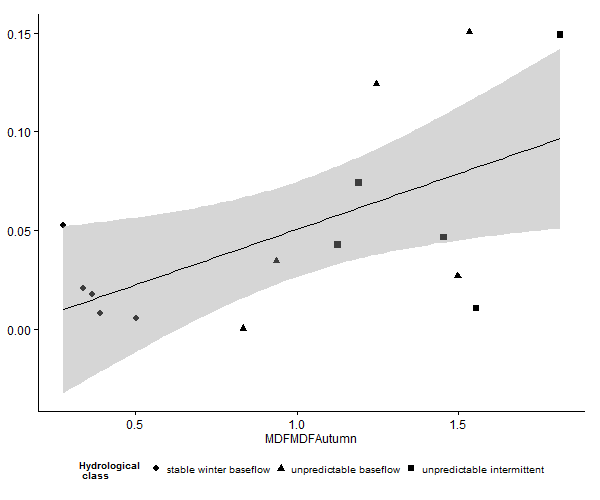 0.15
0.10
0.05
0.00
0.5 1.0 1.5
MDFMDFAutumn
Hydrological
class
stable winter baseflow unpredictable baseflow unpredictable intermittent